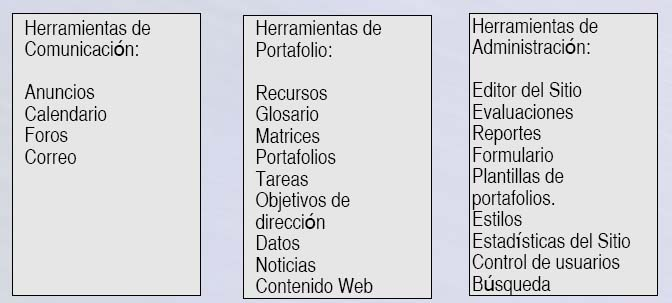 Herramientas de
Comunicación:
Anuncios
Calendario
Foros
Correo
Herramientas de
Portafolio:
Recursos
Glosario
Matrices
Portafolios
Tareas
Objetivos de
dirección
Datos
Noticias
Contenido Web
Herramientas de
Administración:
Editor del Sitio
Evaluaciones
Reportes
Formulario
Plantillas de
portafolios.
Estilos
Estadísticas del Sitio
Control de usuarios
Búsqueda